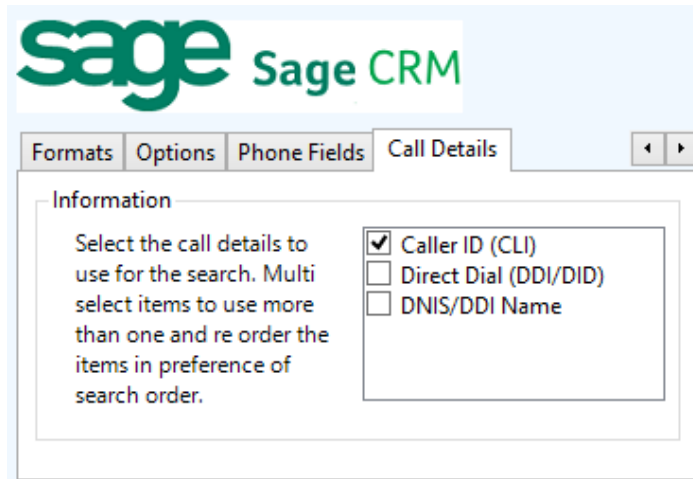 sage Sage CRM
Formats Options Phone Fields Call Details
Information
Select the call details to
use for the search. Multi
select items to use more
than one and re order the
items in preference of
search order.
Caller ID (CLI)
Direct Dial (DDI/DID)
DNIS/DDI Name